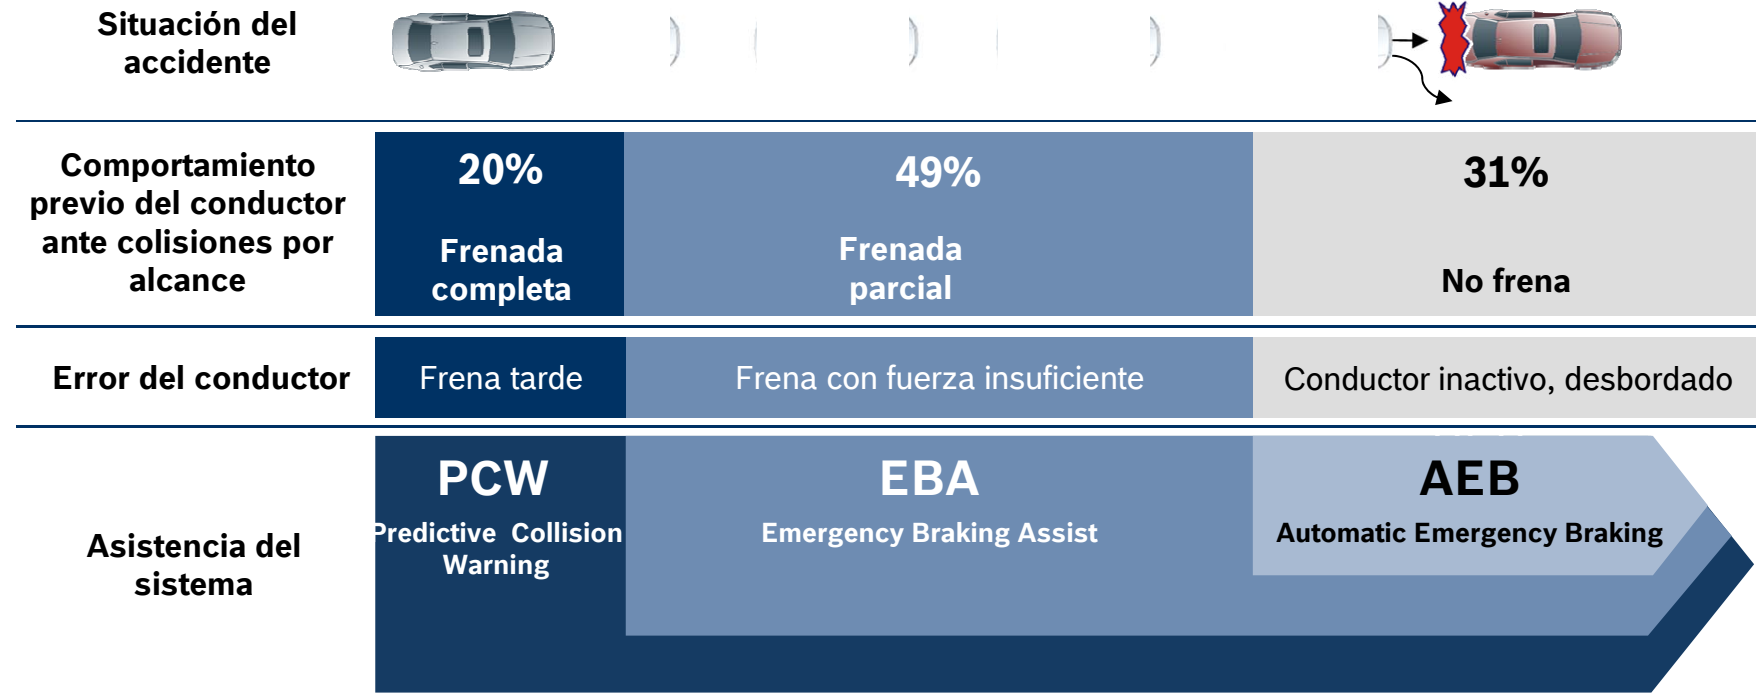 Situación del
accidente
Comportamiento
previo del conductor
ante colisiones por
alcance
20%
Frenada
completa
49%
Frenada
parcial
31%
No frena
Error del conductor
Frena tarde
Frena con fuerza insuficiente
Conductor inactivo, desbordado
Asistencia del
sistema
PCW
Predictive Collision
Warning
EBA
Emergency Braking Assist
AEB
Automatic Emergency Braking